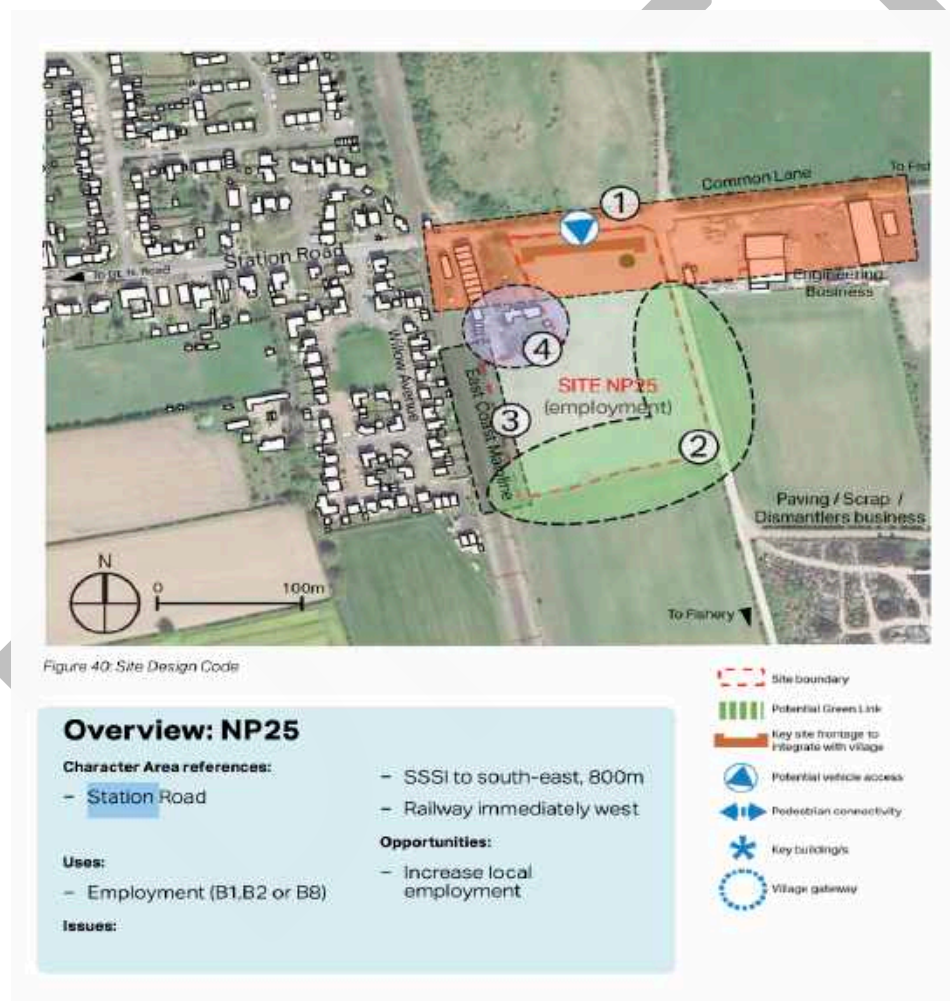 Common Lane
To Fish
1
Station Road
To Gt. N. Road
Engineering
Business
4
Willow Avenue
SITE NP25
(employment)
East Coast Mainline
3
2
Paving / Scrap /
Dismantlers business
N
0
100m
To Fishery
Figure 40: Site Design Code
Site boundary
Potential Green Link
Key site frontage to
integrate with village
Potential vehicle access
Pedestrian connectivity
Key building/s
Village gateway
Overview: NP25
Character Area references:
– Station Road
Uses:
– Employment (B1,B2 or B8)
Issues:
– SSSI to south-east, 800m
– Railway immediately west
Opportunities:
– Increase local
employment